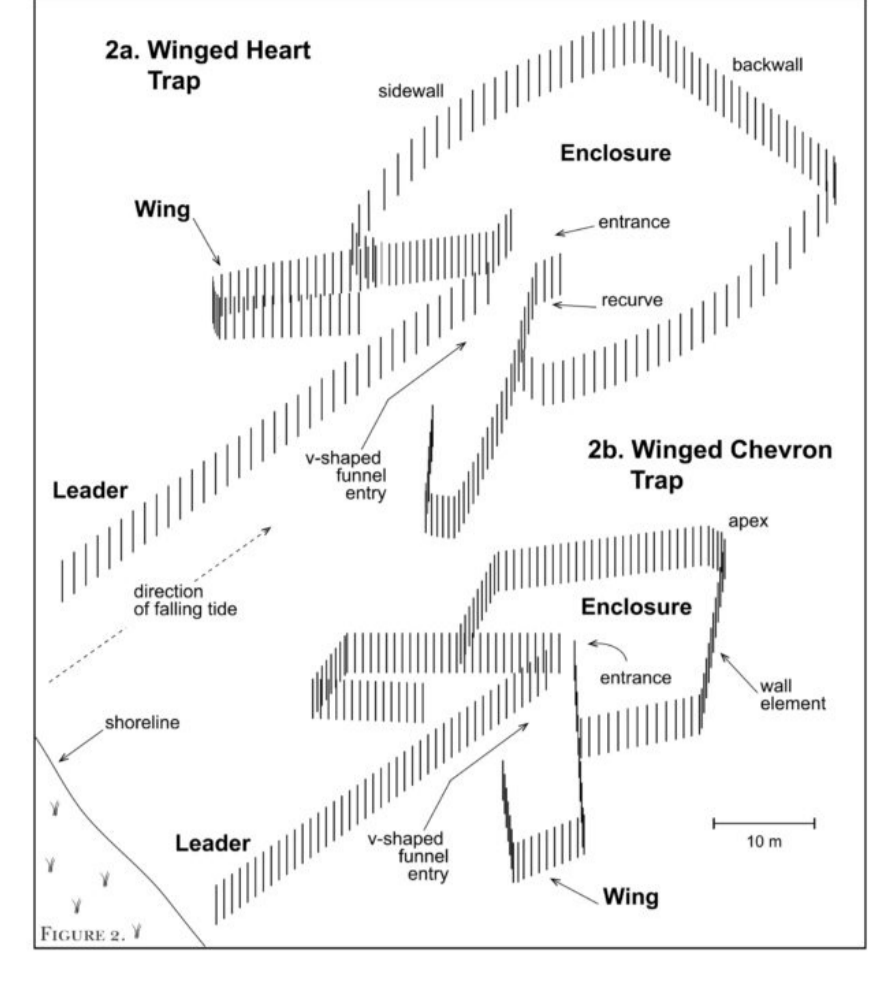 2a. Winged Heart
Trap
sidewall
backwall
Enclosure
Wing
entrance
recurve
v-shaped
funnel
entry
2b. Winged Chevron
Trap
Leader
apex
direction
of falling tide
Enclosure
entrance
wall
element
shoreline
Leader
v-shaped
funnel
entry
10 m
Wing
FIGURE 2.